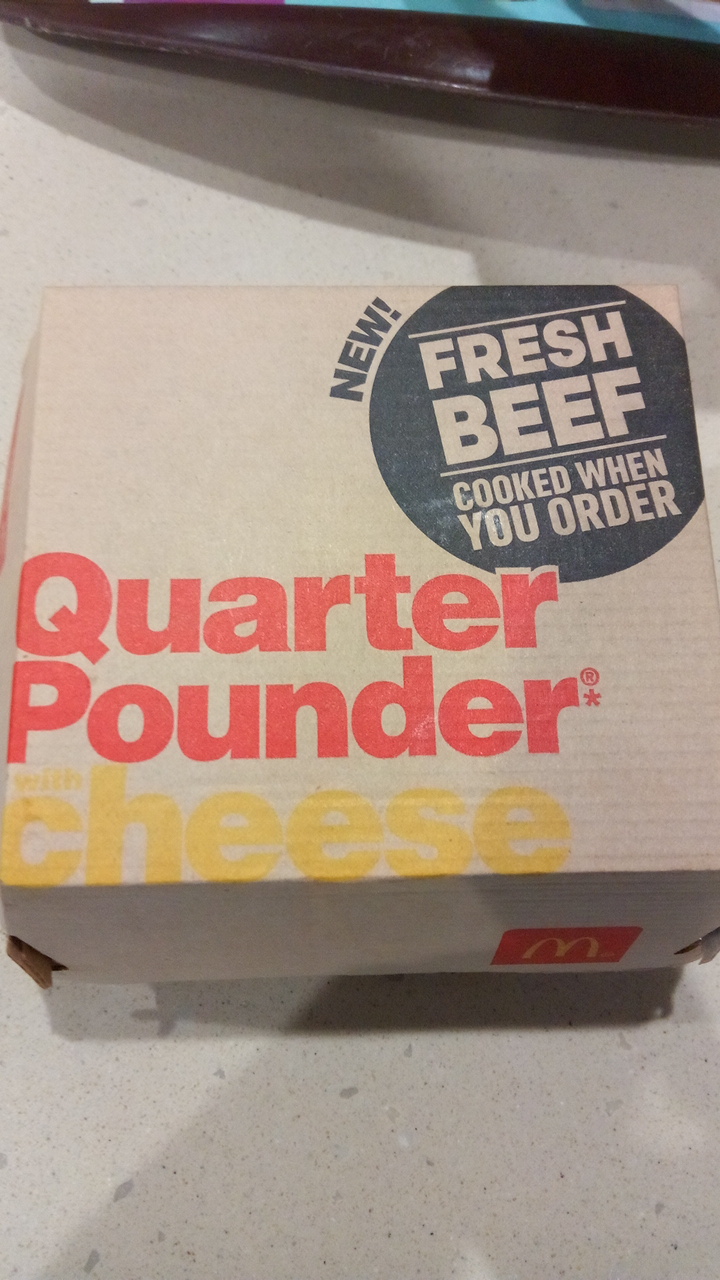 NEW!
FRESH
BEEF
COOKED WHEN
YOU ORDER
Quarter
Pounder®*
with
cheese